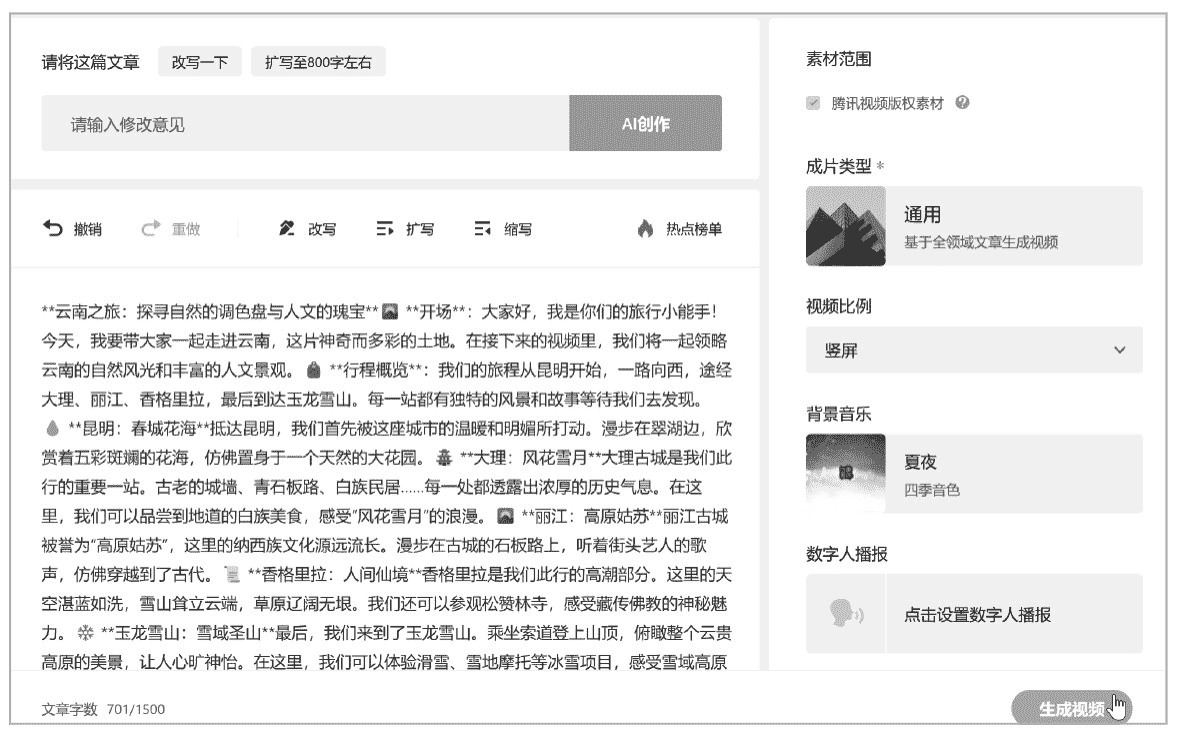 请将这篇文章 改写一下 扩写至800字左右
请输入修改意见 AI创作
撤销 重做 改写 扩写 缩写 热点榜单
**云南之旅：探寻自然的调色盘与人文的瑰宝** **开场**：大家好，我是你们的旅行小能手！
今天，我要带大家一起走进云南，这片神奇而多彩的土地。在接下来的视频里，我们将一起领略
云南的自然风光和丰富的人文景观。 **行程概览**：我们的旅程从昆明开始，一路向西，途经
大理、丽江、香格里拉，最后到达玉龙雪山。每一站都有独特的风景和故事等待我们去发现。
**昆明：春城花海**抵达昆明，我们首先被这座城市的温暖和明媚所打动。漫步在翠湖边，欣
赏着五彩斑斓的花海，仿佛置身于一个天然的大花园。 **大理：风花雪月**大理古城是我们此
行的重要一站。古老的城墙、青石板路、白族民居……每一处都透露出浓厚的历史气息。在这
里，我们可以品尝到地道的白族美食，感受“风花雪月”的浪漫。 **丽江：高原姑苏**丽江古城
被誉为“高原姑苏”，这里的纳西族文化源远流长。漫步在古城的石板路上，听着街头艺人的歌
声，仿佛穿越到了古代。 **香格里拉：人间仙境**香格里拉是我们此行的高潮部分。这里的天
空湛蓝如洗，雪山耸立云端，草原辽阔无垠。我们还可以参观松赞林寺，感受藏传佛教的神秘魅
力。 **玉龙雪山：雪域圣山**最后，我们来到了玉龙雪山。乘坐索道登上山顶，俯瞰整个云贵
高原的美景，让人心旷神怡。在这里，我们可以体验滑雪、雪地摩托等冰雪项目，感受雪域高原
文章字数 701/1500
素材范围
腾讯视频版权素材
成片类型 *
通用
基于全领域文章生成视频
视频比例
竖屏
背景音乐
夏夜
四季音色
数字人播报
点击设置数字人播报
生成视频